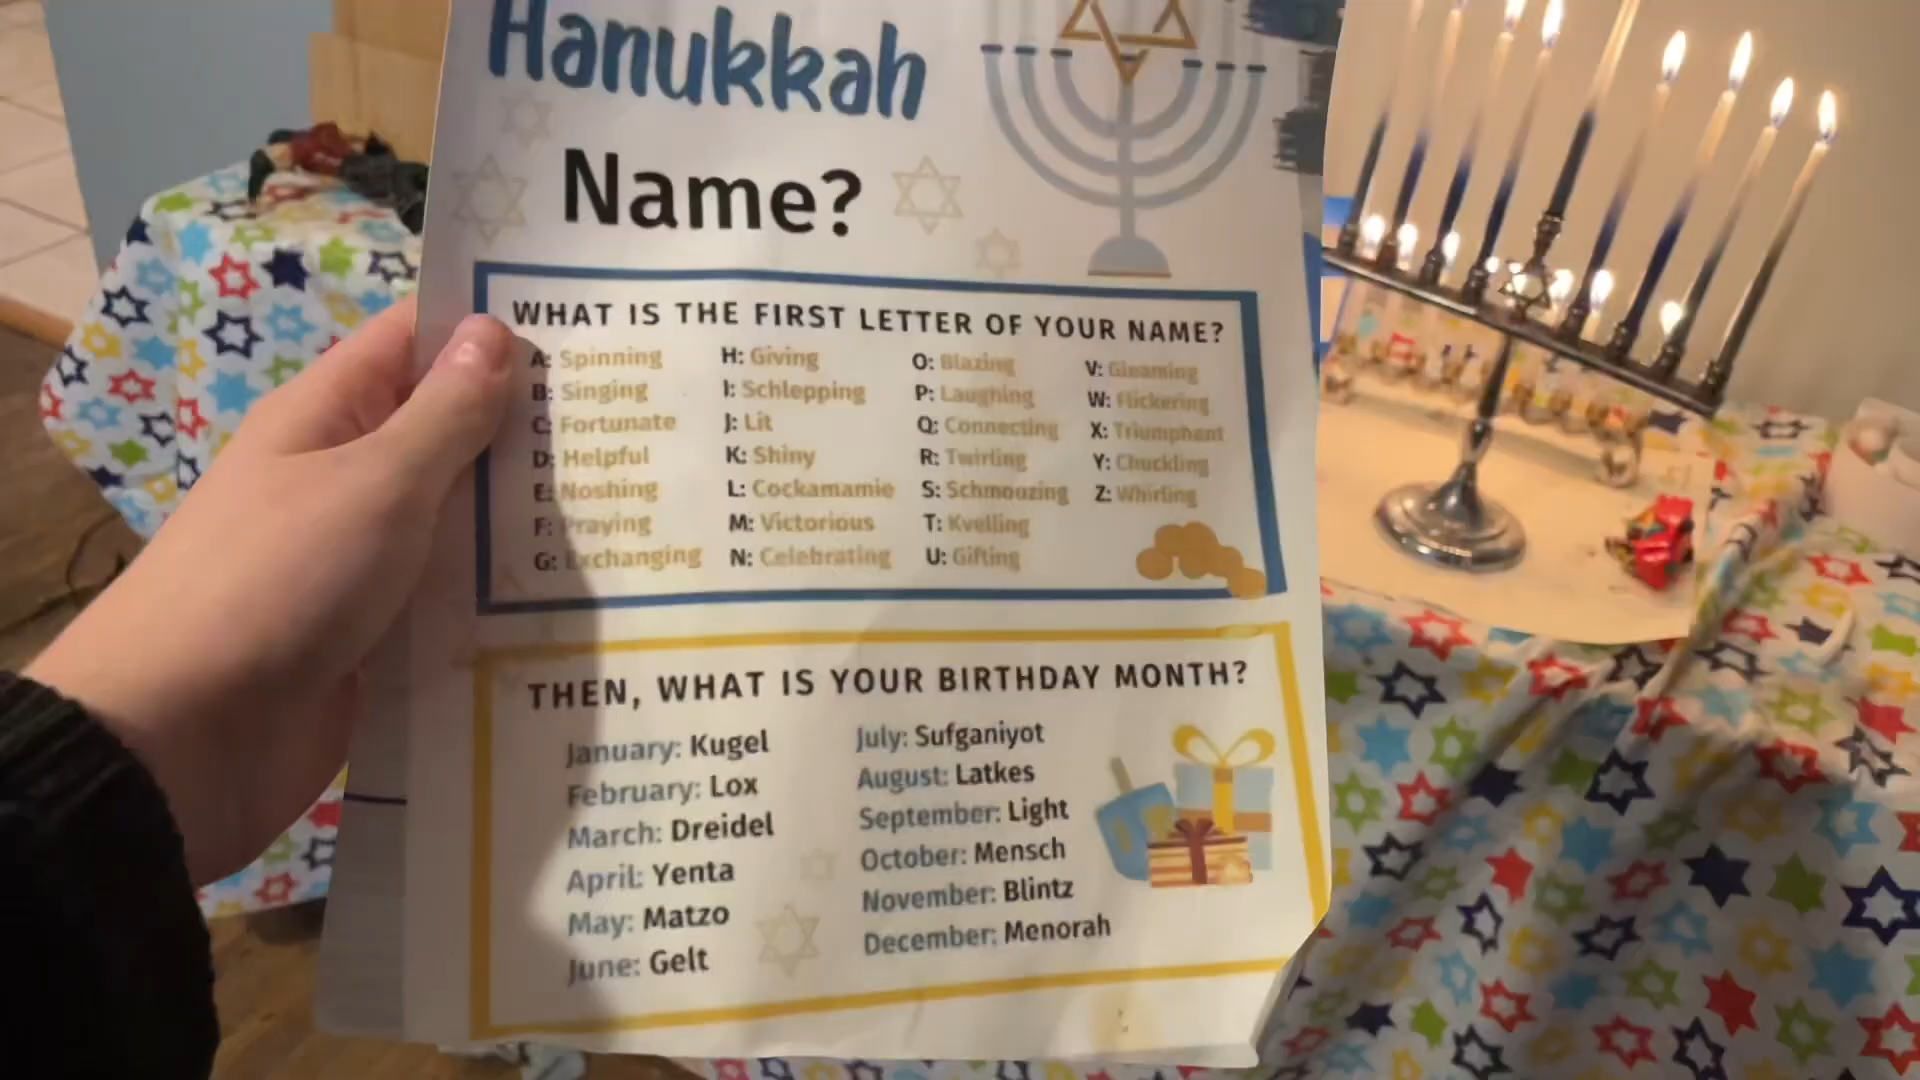 Hanukkah
Name?
WHAT IS THE FIRST LETTER OF YOUR NAME?
A: Spinning
B: Singing
C: Fortunate
D: Helpful
E: Noshing
F: Praying
G: Exchanging
H: Giving
I: Schlepping
J: Lit
K: Shiny
L: Cockamamie
M: Victorious
N: Celebrating
O: Blazing
P: Laughing
Q: Connecting
R: Twirling
S: Schmoozing
T: Kvelling
U: Gifting
V: Gleaming
W: Flickering
X: Triumphant
Y: Chuckling
Z: Whirling
THEN, WHAT IS YOUR BIRTHDAY MONTH?
January: Kugel
February: Lox
March: Dreidel
April: Yenta
May: Matzo
June: Gelt
July: Sufganiyot
August: Latkes
September: Light
October: Mensch
November: Blintz
December: Menorah